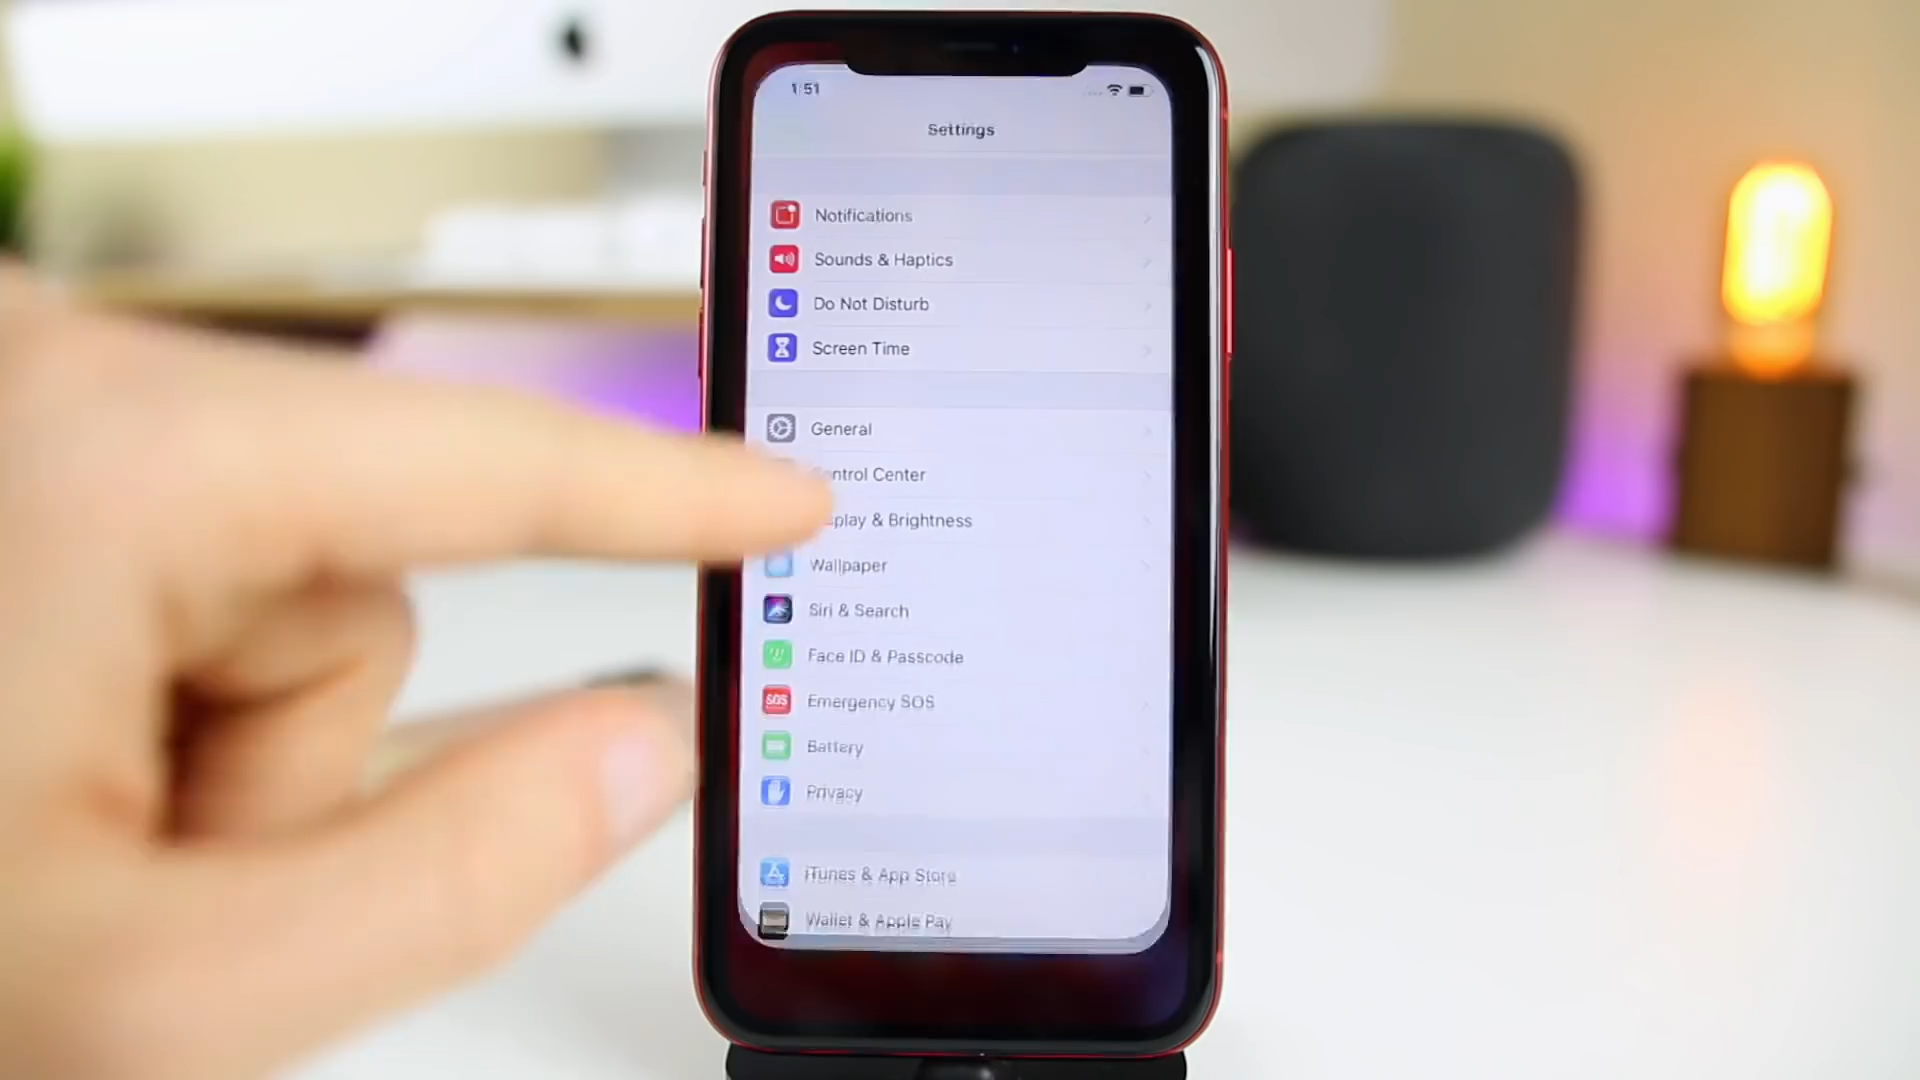 1:51
Settings
Notifications
Sounds & Haptics
Do Not Disturb
Screen Time
General
ntrol Center
play & Brightness
Wallpaper
Siri & Search
Face ID & Passcode
SOS Emergency SOS
Battery
Privacy
iTunes & App Store
Wallet & Apple Pay